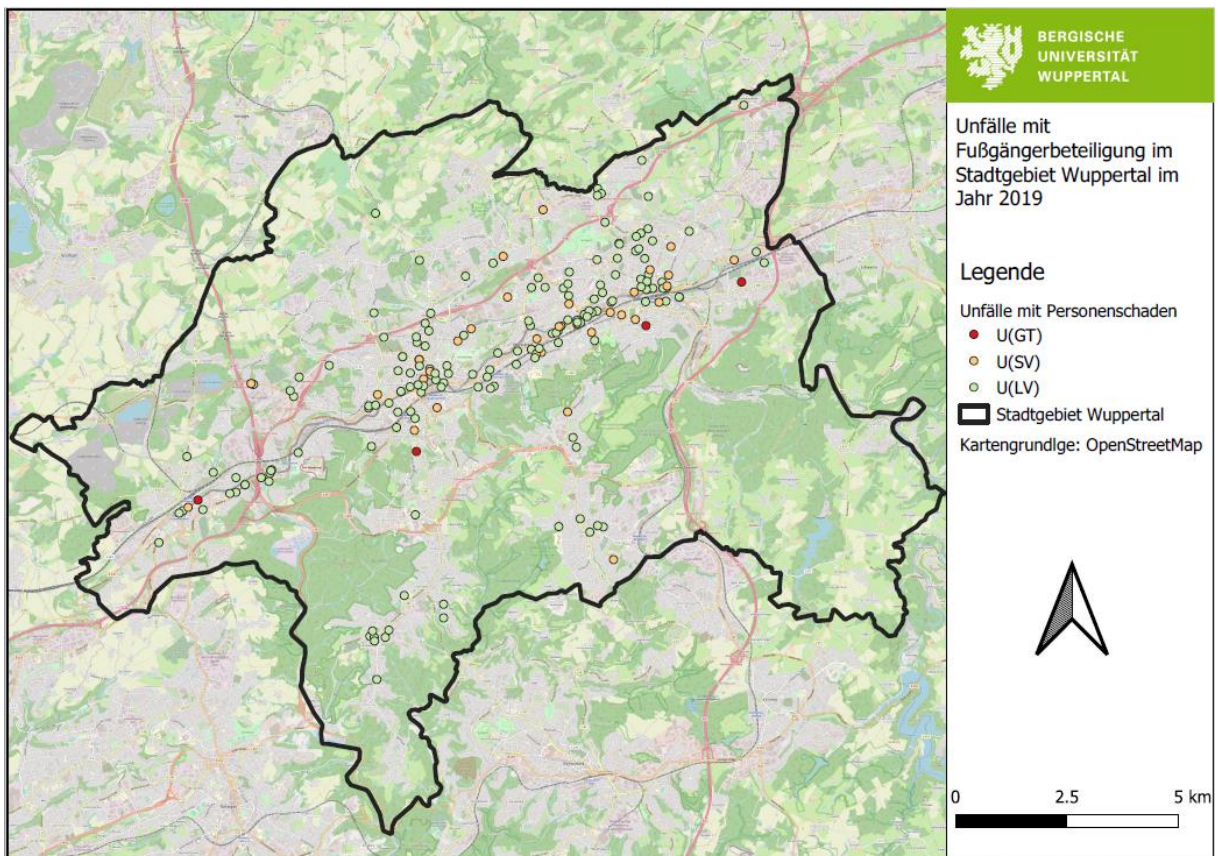 BERGISCHE
UNIVERSITÄT
WUPPERTAL
Unfälle mit
Fußgängerbeteiligung im
Stadtgebiet Wuppertal im
Jahr 2019
Legende
Unfälle mit Personenschaden
U(GT)
U(SV)
U(LV)
Stadtgebiet Wuppertal
Kartengrundlge: OpenStreetMap
0 2.5 5 km